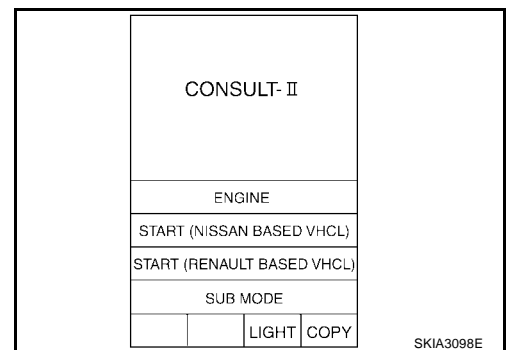 CONSULT-II
ENGINE
START (NISSAN BASED VHCL)
START (RENAULT BASED VHCL)
SUB MODE
LIGHT COPY
SKIA3098E